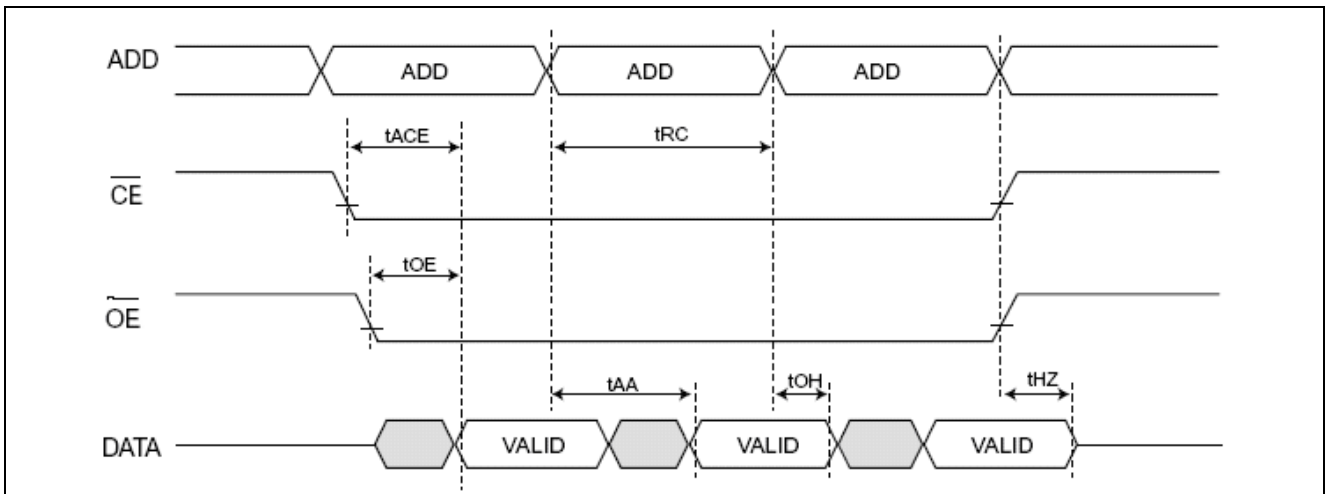 ADD ADD ADD ADD
tACE tRC
CE
tOE
OE
tAA tOH tHZ
DATA VALID VALID VALID